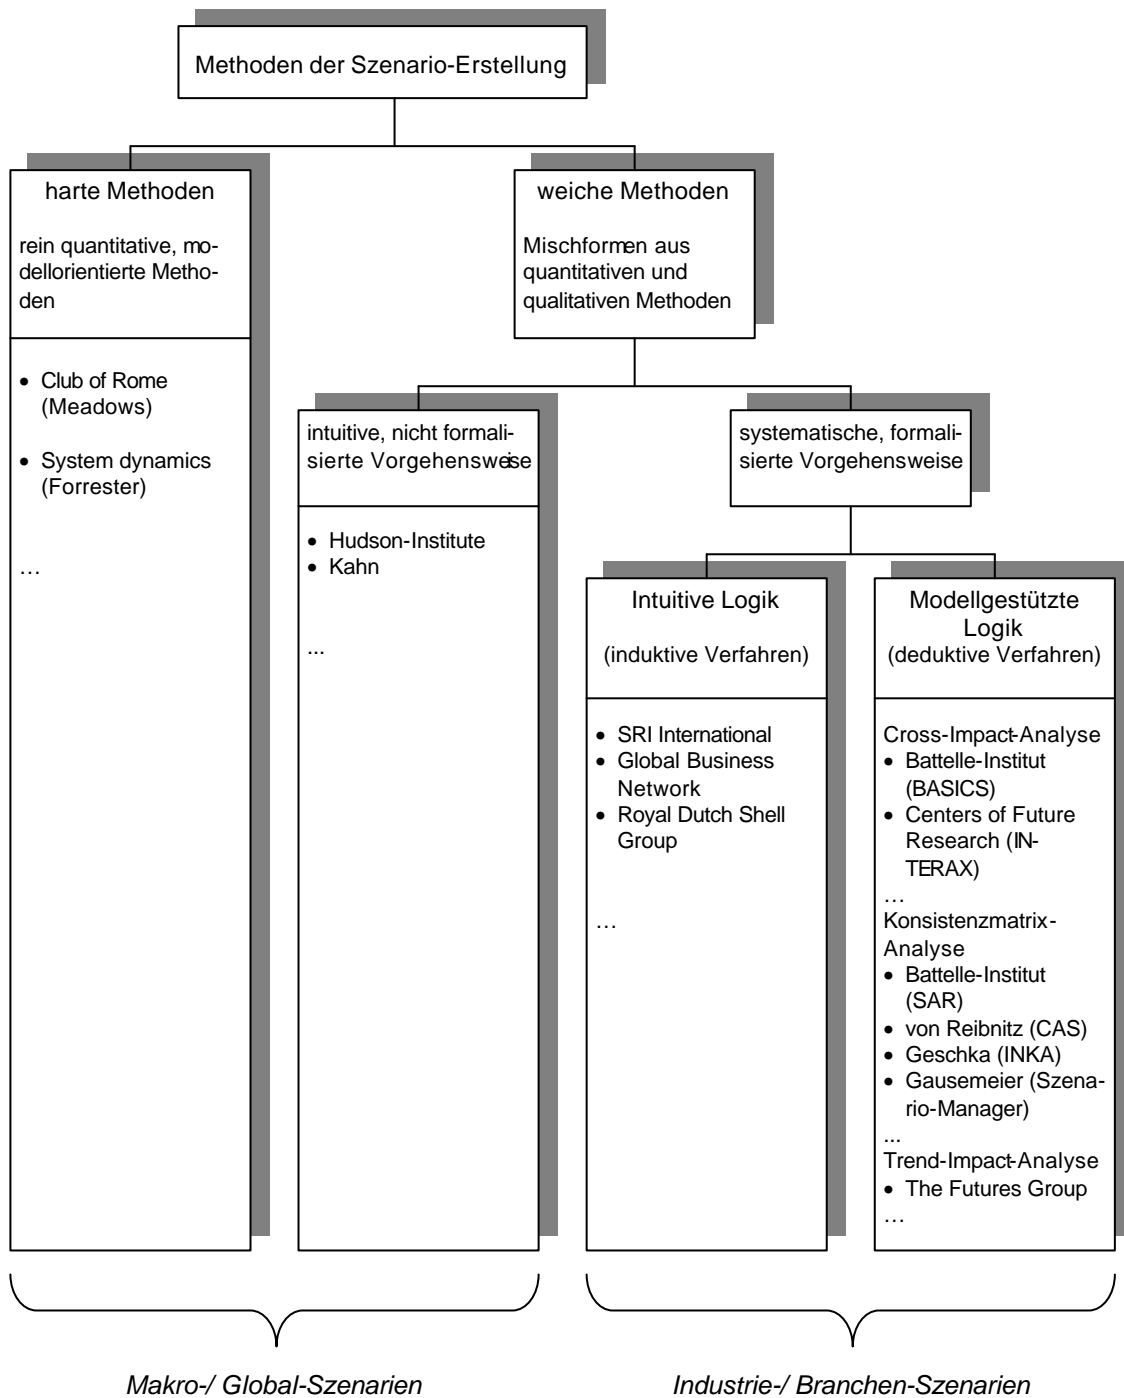 Methoden der Szenario-Erstellung
harte Methoden
rein quantitative, mo-
dellorientierte Metho-
den
• Club of Rome
(Meadows)
• System dynamics
(Forrester)
…
weiche Methoden
Mischformen aus
quantitativen und
qualitativen Methoden
intuitive, nicht formali-
sierte Vorgehensweise
• Hudson-Institute
• Kahn
...
systematische, formali-
sierte Vorgehensweise
Intuitive Logik
(induktive Verfahren)
• SRI International
• Global Business
Network
• Royal Dutch Shell
Group
…
Modellgestützte
Logik
(deduktive Verfahren)
Cross-Impact-Analyse
• Battelle-Institut
(BASICS)
• Centers of Future
Research (IN-
TERAX)
…
Konsistenzmatrix-
Analyse
• Battelle-Institut
(SAR)
• von Reibnitz (CAS)
• Geschka (INKA)
• Gausemeier (Szena-
rio-Manager)
...
Trend-Impact-Analyse
• The Futures Group
…
Makro-/ Global-Szenarien
Industrie-/ Branchen-Szenarien